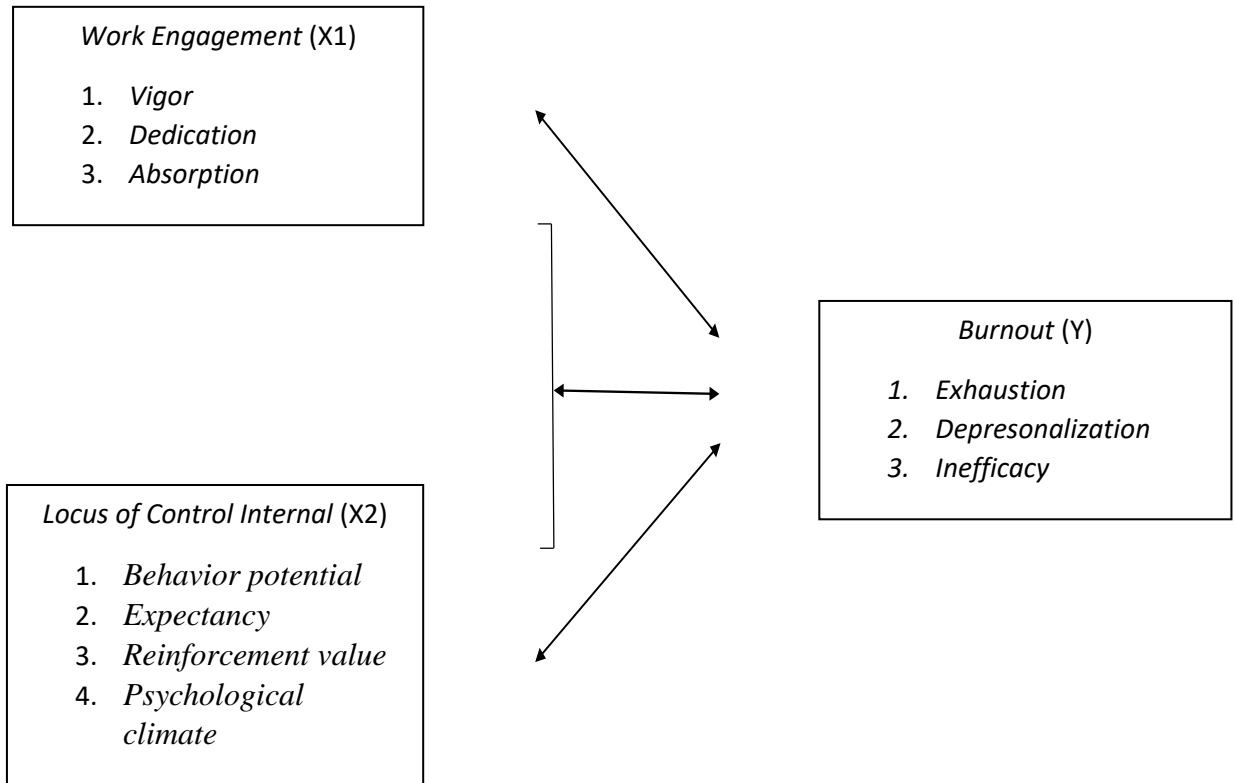 Work Engagement (X1)
1. Vigor
2. Dedication
3. Absorption
Burnout (Y)
1. Exhaustion
2. Depresonalization
3. Inefficacy
Locus of Control Internal (X2)
1. Behavior potential
2. Expectancy
3. Reinforcement value
4. Psychological
climate